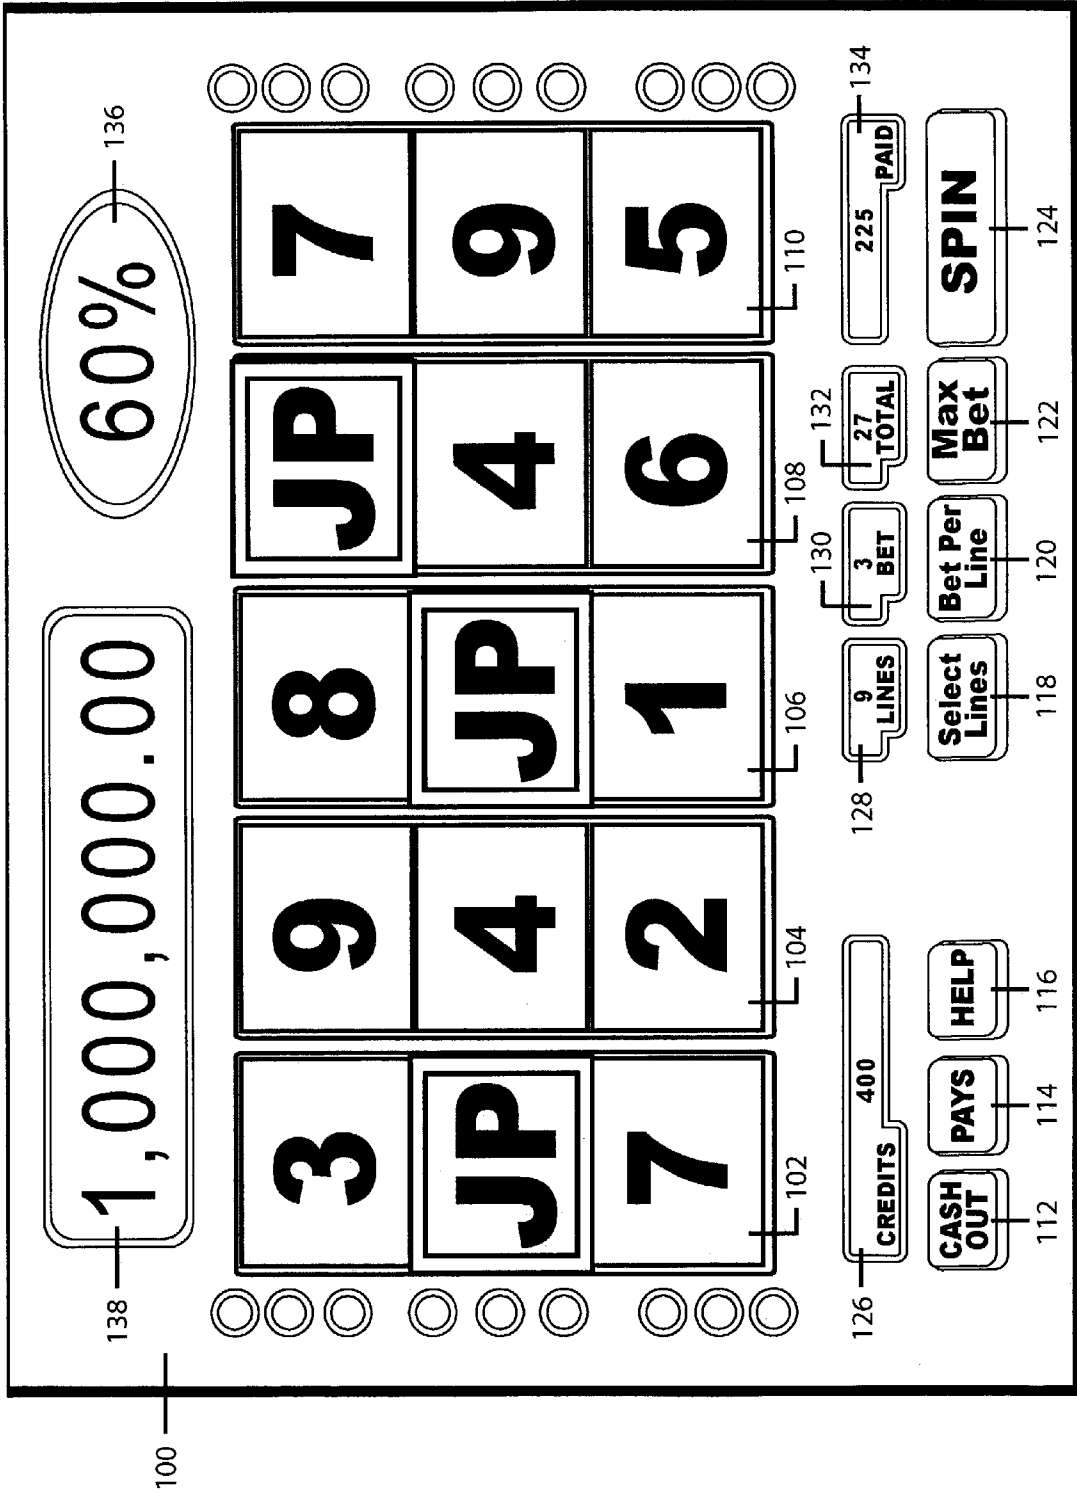 100
138
1,000,000.00
60%
136
3 9 8 JP 7
JP 4 JP 4 9
7 2 1 6 5
102 104 106 108 110
126
CREDITS 400
128
9
LINES
130
3
BET
132
27
TOTAL
225
PAID
134
CASH
OUT
PAYS
HELP
Select
Lines
Bet Per
Line
Max
Bet
SPIN
112 114 116 118 120 122 124